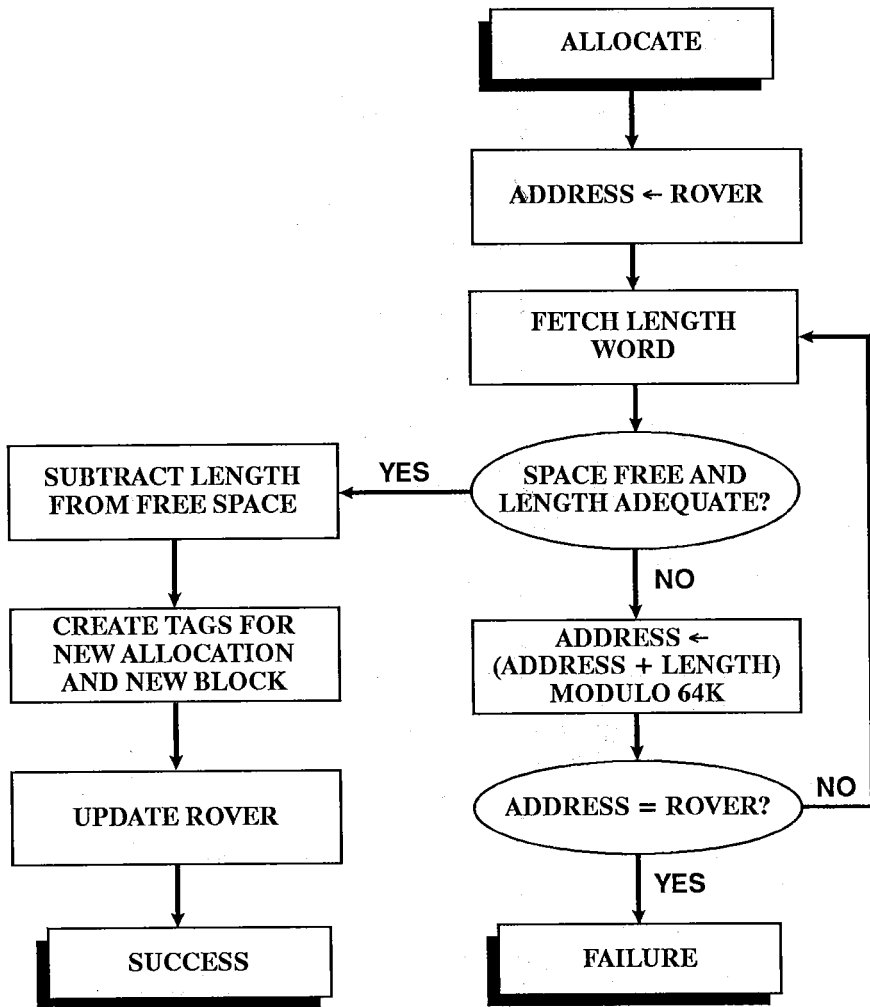 ALLOCATE
ADDRESS ← ROVER
FETCH LENGTH
WORD
SPACE FREE AND
LENGTH ADEQUATE?
YES
SUBTRACT LENGTH
FROM FREE SPACE
NO
CREATE TAGS FOR
NEW ALLOCATION
AND NEW BLOCK
ADDRESS ←
(ADDRESS + LENGTH)
MODULO 64K
UPDATE ROVER
ADDRESS = ROVER?
NO
YES
SUCCESS
FAILURE